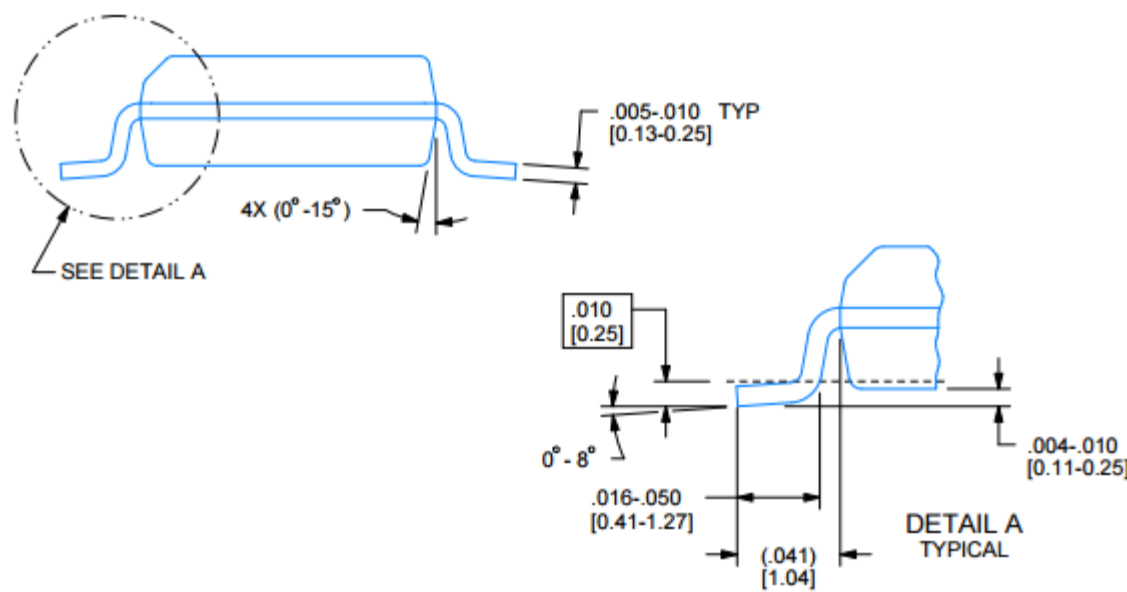 .005-.010 TYP
[0.13-0.25]
4X (0°-15°)
SEE DETAIL A
.010
[0.25]
0°-8°
.004-.010
[0.11-0.25]
.016-.050
[0.41-1.27]
DETAIL A
TYPICAL
(.041)
[1.04]